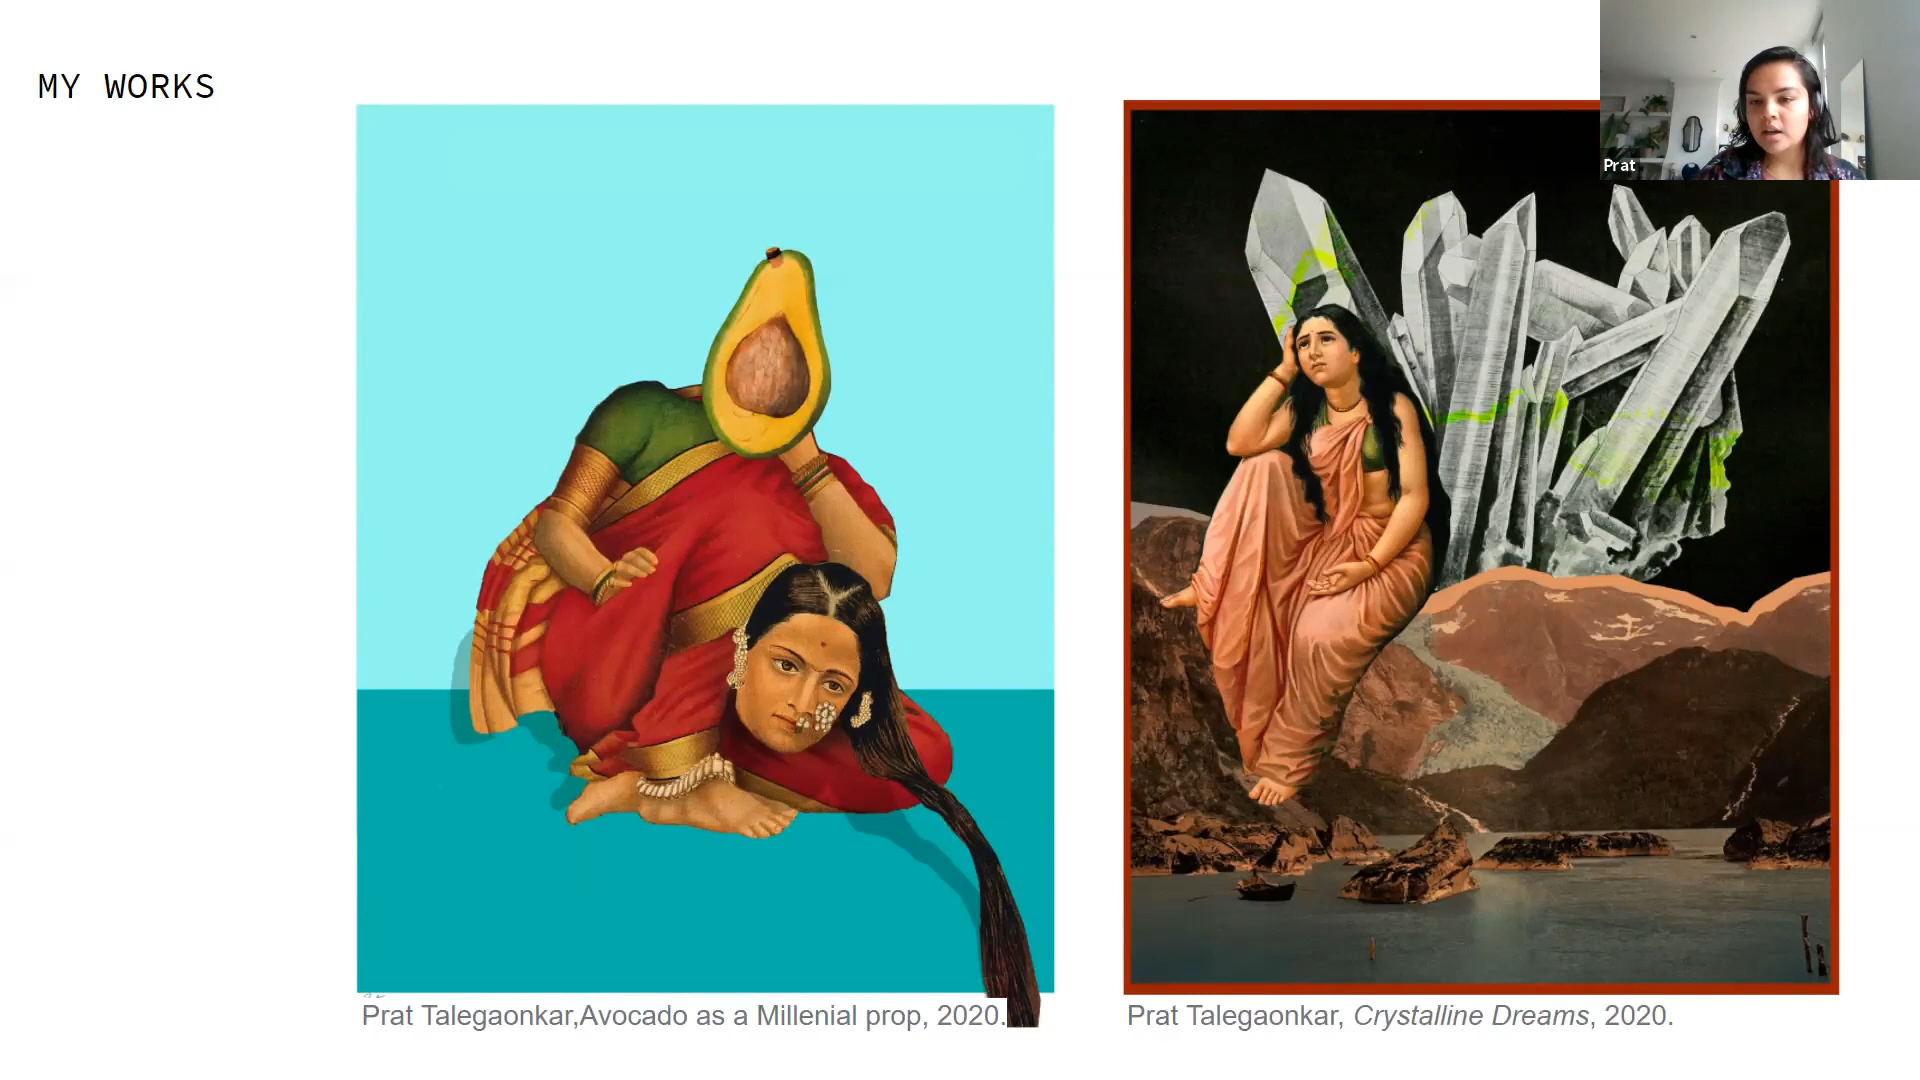 MY WORKS
Prat
Prat Talegaonkar,Avocado as a Millenial prop, 2020.
Prat Talegaonkar, Crystalline Dreams, 2020.